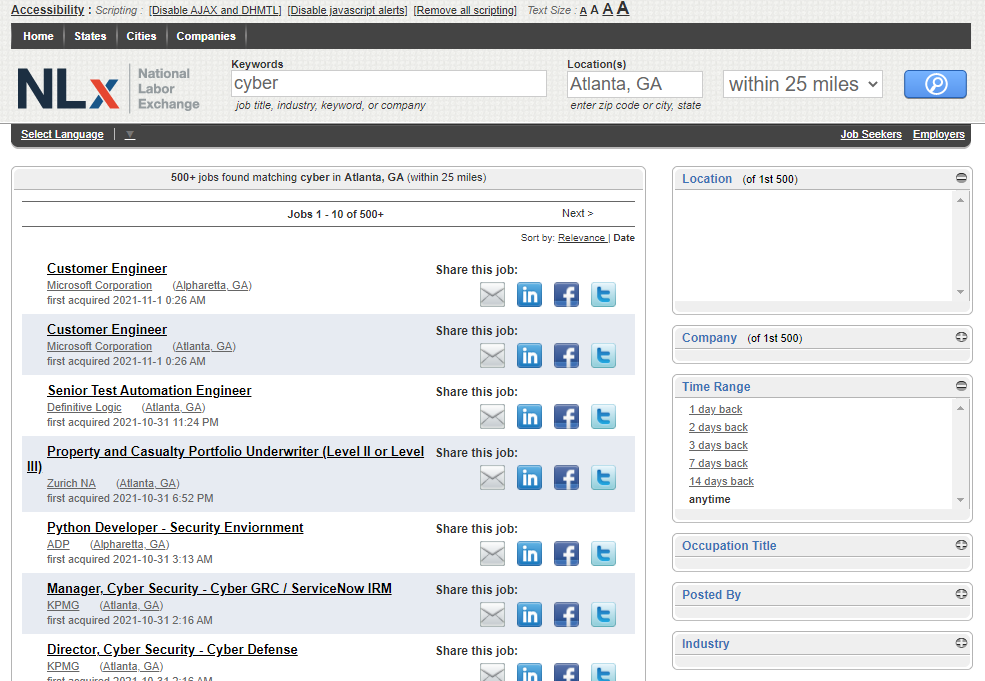 Accessibility : Scripting : [Disable AJAX and DHTML] [Disable javascript alerts] [Remove all scripting] Text Size : A A A A
Home States Cities Companies
NLx National Labor Exchange
Keywords
cyber
job title, industry, keyword, or company
Location(s)
Atlanta, GA
enter zip code or city, state
within 25 miles
Select Language
Job Seekers Employers
500+ jobs found matching cyber in Atlanta, GA (within 25 miles)
Jobs 1 - 10 of 500+ Next >
Sort by: Relevance | Date
Customer Engineer
Microsoft Corporation (Alpharetta, GA)
first acquired 2021-11-1 0:26 AM
Share this job:
Customer Engineer
Microsoft Corporation (Atlanta, GA)
first acquired 2021-11-1 0:26 AM
Share this job:
Senior Test Automation Engineer
Definitive Logic (Atlanta, GA)
first acquired 2021-10-31 11:24 PM
Share this job:
Property and Casualty Portfolio Underwriter (Level II or Level
III)
Zurich NA (Atlanta, GA)
first acquired 2021-10-31 6:52 PM
Share this job:
Python Developer - Security Enviornment
ADP (Alpharetta, GA)
first acquired 2021-10-31 3:13 AM
Share this job:
Manager, Cyber Security - Cyber GRC / ServiceNow IRM
KPMG (Atlanta, GA)
first acquired 2021-10-31 2:16 AM
Share this job:
Director, Cyber Security - Cyber Defense
KPMG (Atlanta, GA)
first acquired 2021-10-31 2:16 AM
Share this job:
Location (of 1st 500)
Company (of 1st 500)
Time Range
1 day back
2 days back
3 days back
7 days back
14 days back
anytime
Occupation Title
Posted By
Industry